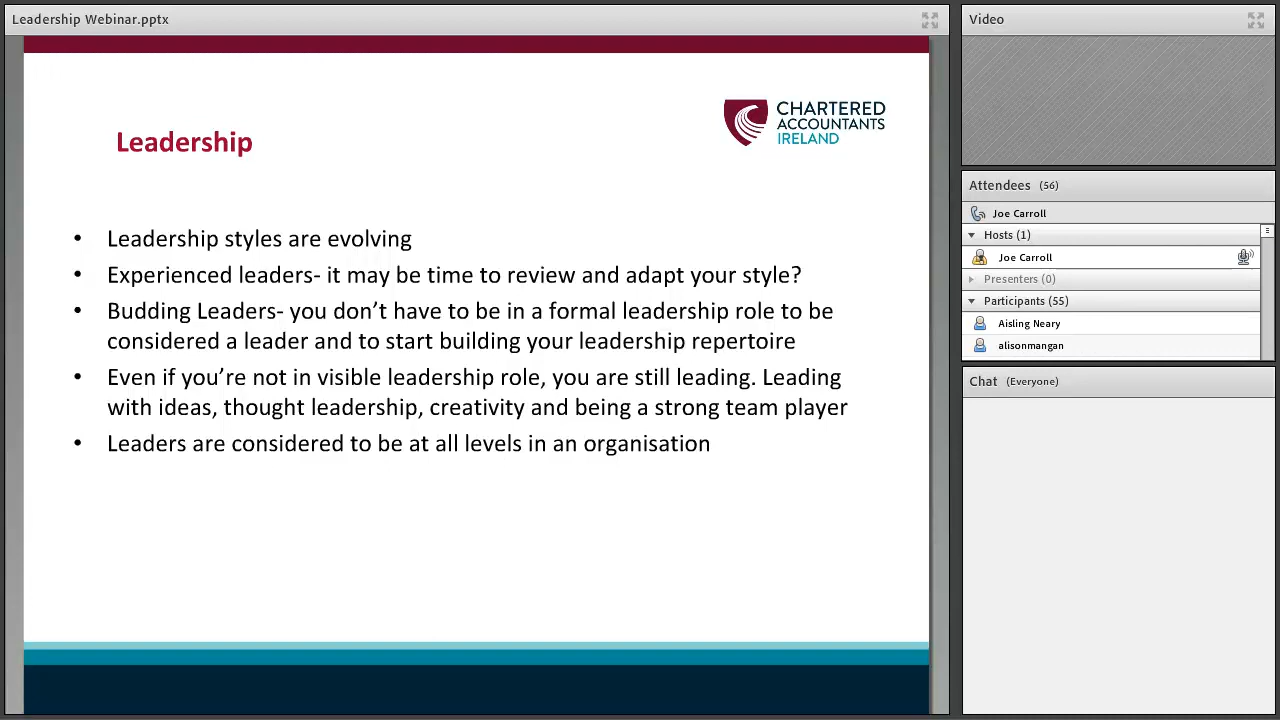 Leadership Webinar.pptx
CHARTERED
ACCOUNTANTS
IRELAND
Leadership
• Leadership styles are evolving
• Experienced leaders- it may be time to review and adapt your style?
• Budding Leaders- you don’t have to be in a formal leadership role to be
considered a leader and to start building your leadership repertoire
• Even if you’re not in visible leadership role, you are still leading. Leading
with ideas, thought leadership, creativity and being a strong team player
• Leaders are considered to be at all levels in an organisation
Video
Attendees (56)
Joe Carroll
Hosts (1)
Joe Carroll
Presenters (0)
Participants (55)
Aisling Neary
alisonmangan
Chat (Everyone)